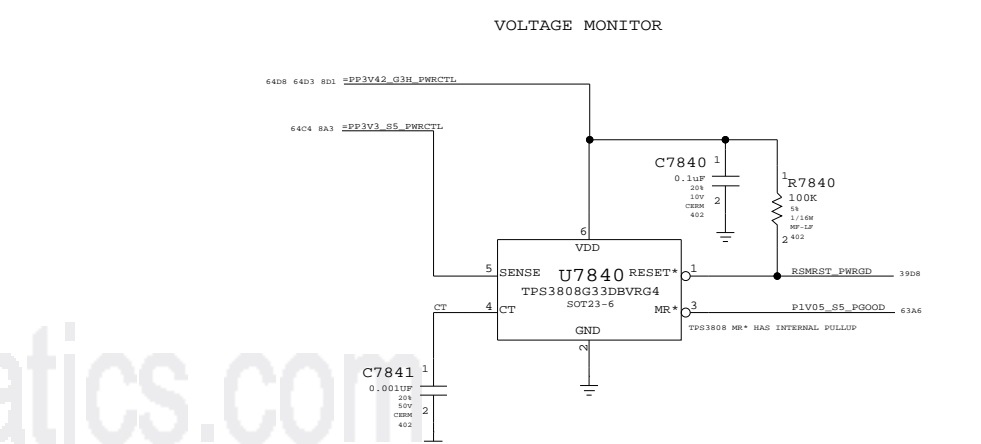 VOLTAGE MONITOR
64D8 64D3 8D1 =PP3V42_G3H_PWRCTL
64C4 8A3 =PP3V3_S5_PWRCTL
C7840 1
0.1uF
20%
10V
CERM
402
2
1
R7840
100K
5%
1/16W
MF-LF
402
2
6
VDD
5 SENSE
U7840
RESET* 1
RSMRST_PWRGD 39D8
TPS3808G33DBVRG4
SOT23-6
CT 4 CT
MR* 3
P1V05_S5_PGOOD 63A6
TPS3808 MR* HAS INTERNAL PULLUP
GND
2
C7841 1
0.001UF
20%
50V
CERM
402
2
atics.com